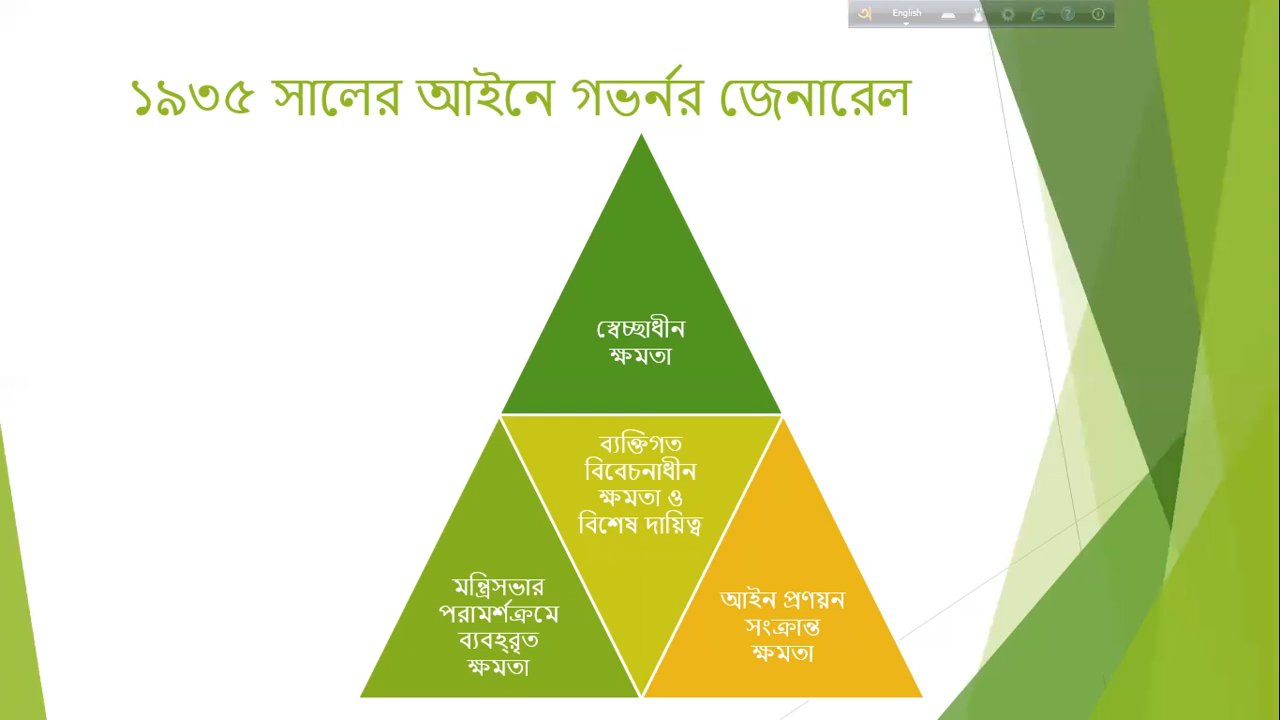 English
১৯৩৫ সালের আইনে গভর্নর জেনারেল
স্বেচ্ছাধীন
ক্ষমতা
ব্যক্তিগত
বিবেচনাধীন
ক্ষমতা ও
বিশেষ দায়িত্ব
মন্ত্রিসভার
পরামর্শক্রমে
ব্যবহ্রৃত
ক্ষমতা
আইন প্রণয়ন
সংক্রান্ত
ক্ষমতা